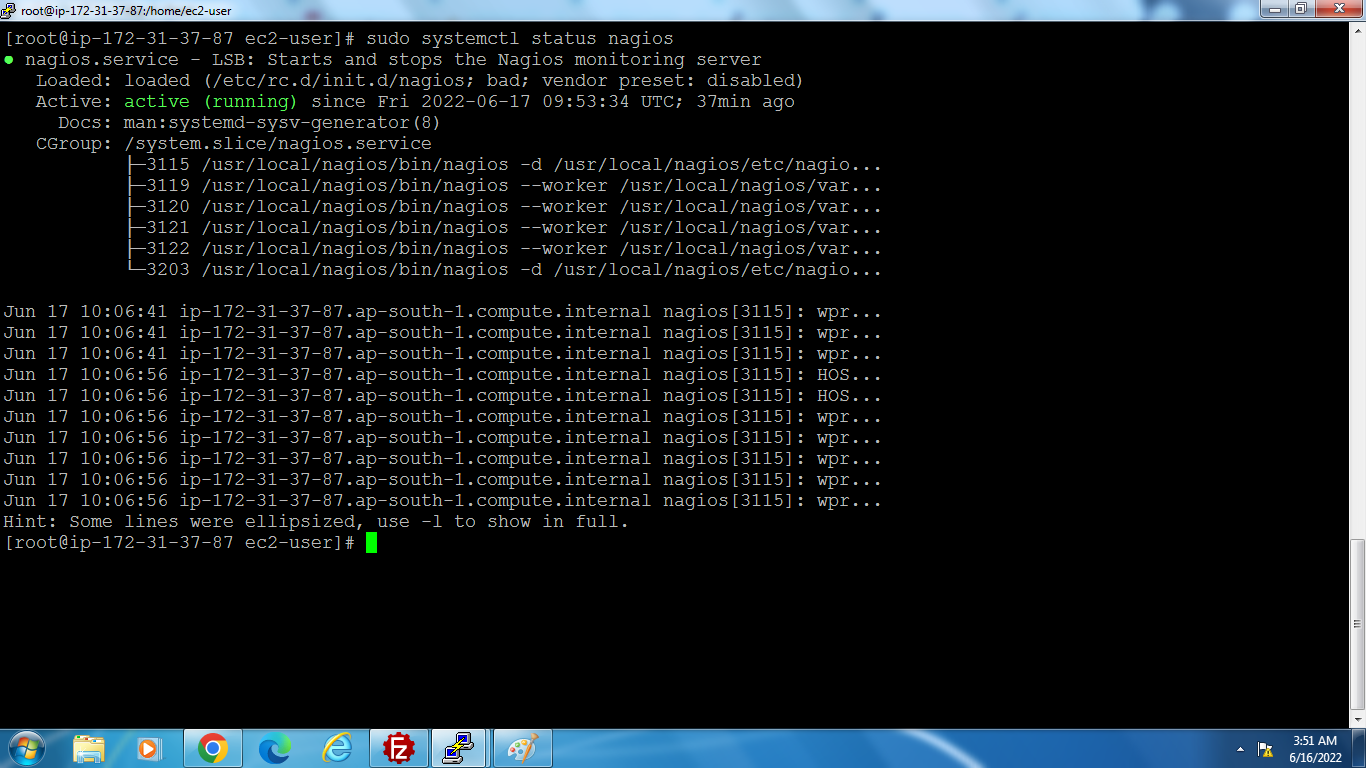 root@ip-172-31-37-87:/home/ec2-user
[root@ip-172-31-37-87 ec2-user]# sudo systemctl status nagios
● nagios.service - LSB: Starts and stops the Nagios monitoring server
   Loaded: loaded (/etc/rc.d/init.d/nagios; bad; vendor preset: disabled)
   Active: active (running) since Fri 2022-06-17 09:53:34 UTC; 37min ago
     Docs: man:systemd-sysv-generator(8)
   CGroup: /system.slice/nagios.service
           ├─3115 /usr/local/nagios/bin/nagios -d /usr/local/nagios/etc/nagio...
           ├─3119 /usr/local/nagios/bin/nagios --worker /usr/local/nagios/var...
           ├─3120 /usr/local/nagios/bin/nagios --worker /usr/local/nagios/var...
           ├─3121 /usr/local/nagios/bin/nagios --worker /usr/local/nagios/var...
           ├─3122 /usr/local/nagios/bin/nagios --worker /usr/local/nagios/var...
           └─3203 /usr/local/nagios/bin/nagios -d /usr/local/nagios/etc/nagio...
Jun 17 10:06:41 ip-172-31-37-87.ap-south-1.compute.internal nagios[3115]: wpr...
Jun 17 10:06:41 ip-172-31-37-87.ap-south-1.compute.internal nagios[3115]: wpr...
Jun 17 10:06:41 ip-172-31-37-87.ap-south-1.compute.internal nagios[3115]: wpr...
Jun 17 10:06:56 ip-172-31-37-87.ap-south-1.compute.internal nagios[3115]: HOS...
Jun 17 10:06:56 ip-172-31-37-87.ap-south-1.compute.internal nagios[3115]: HOS...
Jun 17 10:06:56 ip-172-31-37-87.ap-south-1.compute.internal nagios[3115]: wpr...
Jun 17 10:06:56 ip-172-31-37-87.ap-south-1.compute.internal nagios[3115]: wpr...
Jun 17 10:06:56 ip-172-31-37-87.ap-south-1.compute.internal nagios[3115]: wpr...
Jun 17 10:06:56 ip-172-31-37-87.ap-south-1.compute.internal nagios[3115]: wpr...
Jun 17 10:06:56 ip-172-31-37-87.ap-south-1.compute.internal nagios[3115]: wpr...
Hint: Some lines were ellipsized, use -l to show in full.
[root@ip-172-31-37-87 ec2-user]#
Fz
3:51 AM
6/16/2022